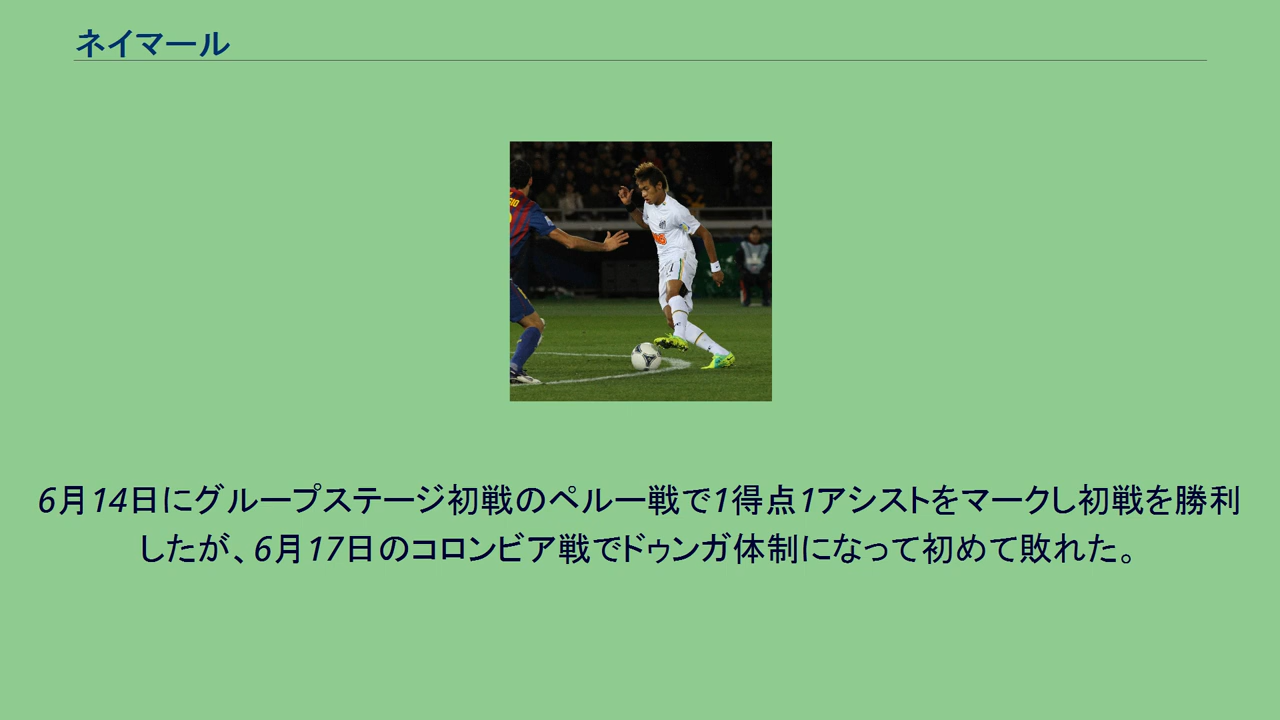 ネイマール
6月14日にグループステージ初戦のペルー戦で1得点1アシストをマークし初戦を勝利
したが、6月17日のコロンビア戦でドゥンガ体制になって初めて敗れた。